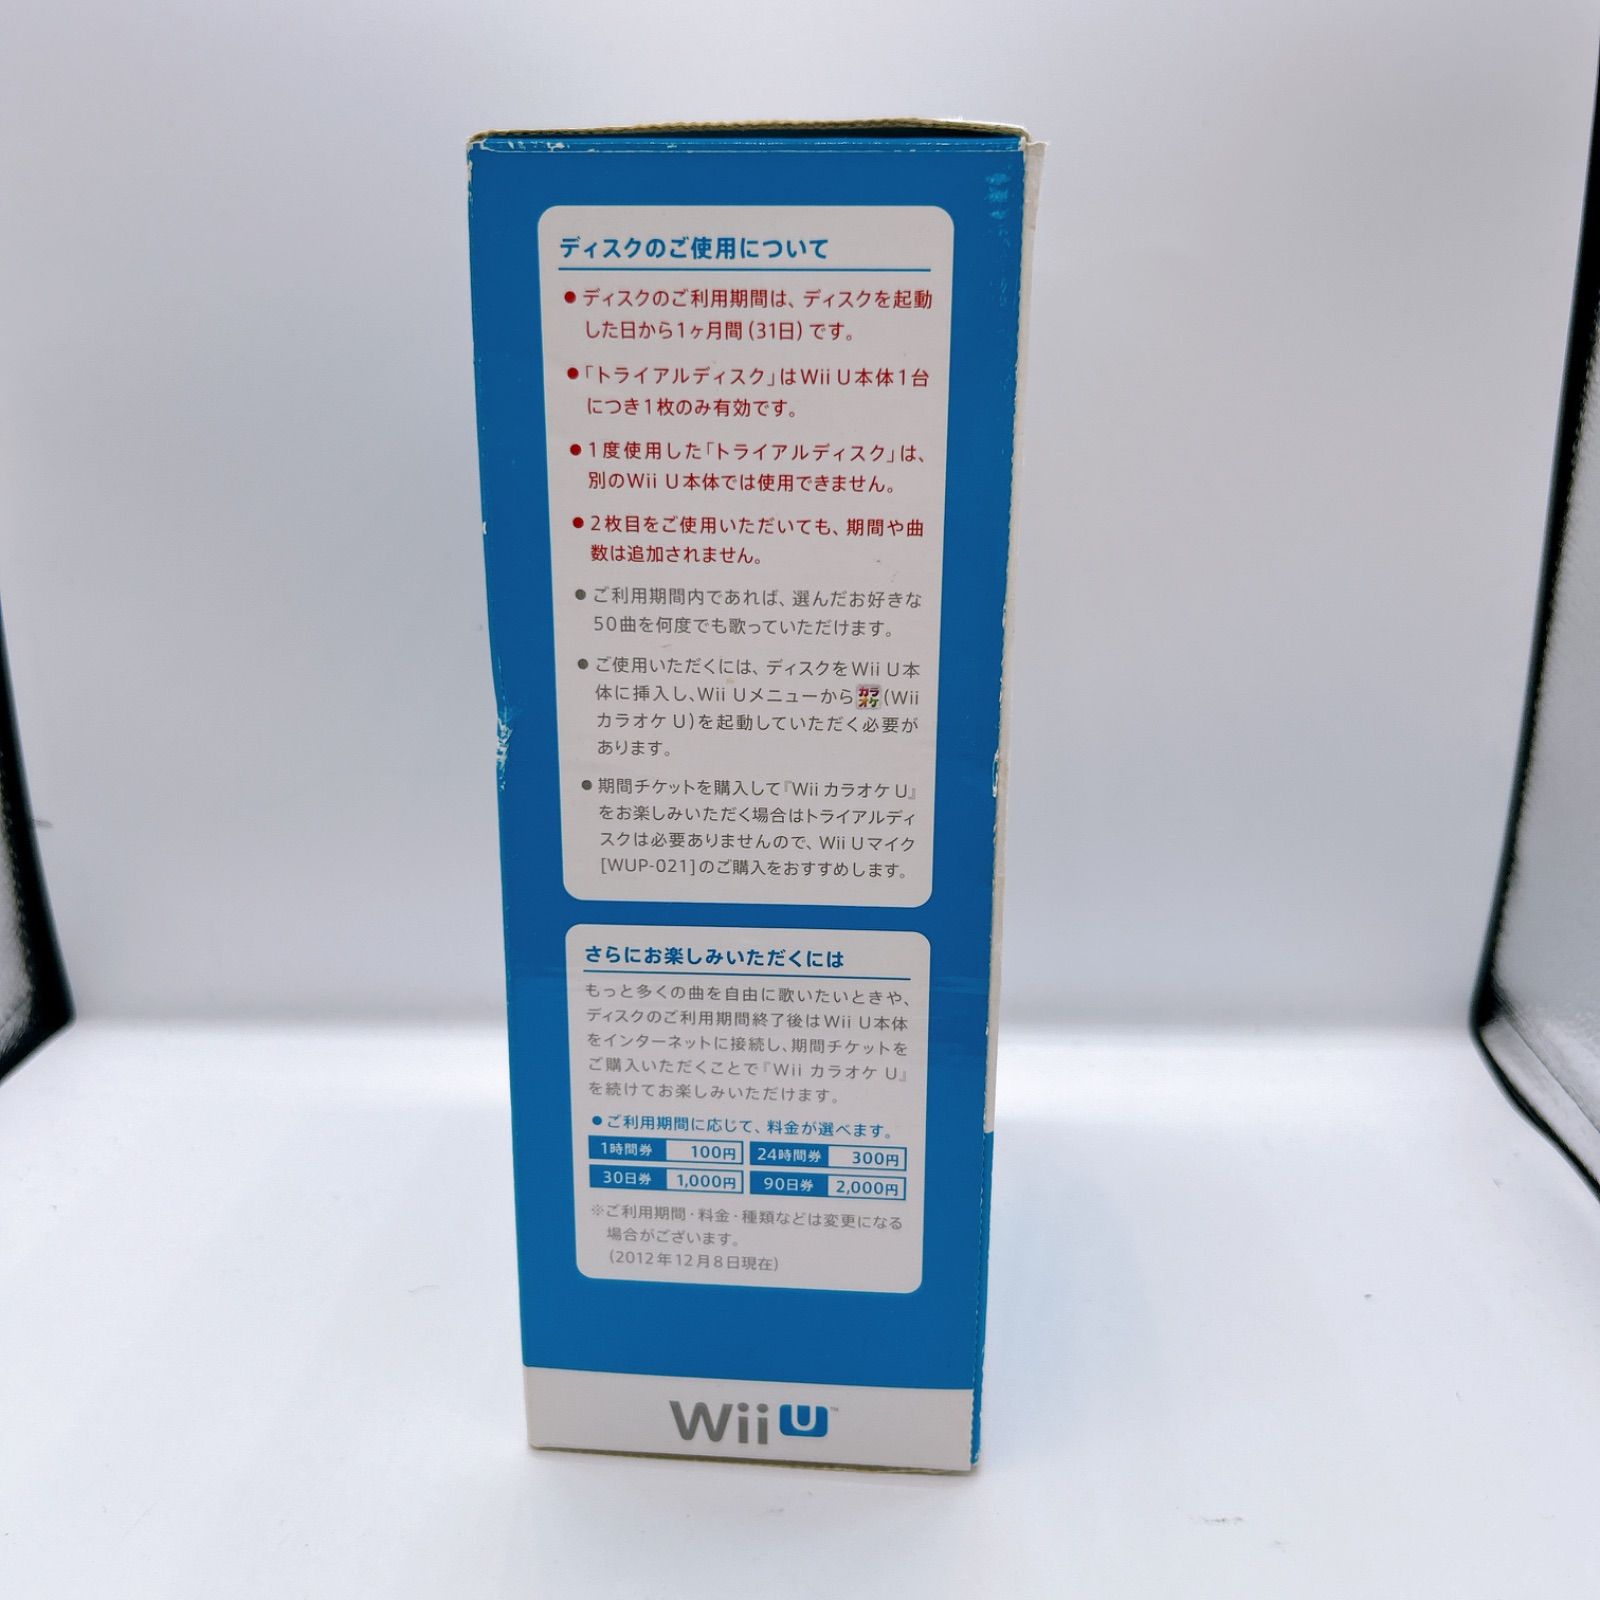 ディスクのご使用について
●ディスクのご利用期間は、ディスクを起動
した日から1ヶ月間(31日)です。
●「トライアルディスク」はWii U本体1台
につき1枚のみ有効です。
●1度使用した「トライアルディスク」は、
別のWii U本体では使用できません。
●2枚目をご使用いただいても、期間や曲
数は追加されません。
●ご利用期間内であれば、選んだお好きな
50曲を何度でも歌っていただけます。
●ご使用いただくには、ディスクをWii U本
体に挿入し、Wii Uメニューからカラオケ(Wii
カラオケ U)を起動していただく必要が
あります。
●期間チケットを購入して『Wii カラオケ U』
をお楽しみいただく場合はトライアルディ
スクは必要ありませんので、Wii Uマイク
[WUP-021]のご購入をおすすめします。
さらにお楽しみいただくには
もっと多くの曲を自由に歌いたいときや、
ディスクのご利用期間終了後はWii U本体
をインターネットに接続し、期間チケットを
ご購入いただくことで『Wii カラオケ U』
を続けてお楽しみいただけます。
●ご利用期間に応じて、料金が選べます。
1時間券 100円 24時間券 300円
30日券 1,000円 90日券 2,000円
※ご利用期間・料金・種類などは変更になる
場合がございます。
(2012年12月8日現在)
Wii U™